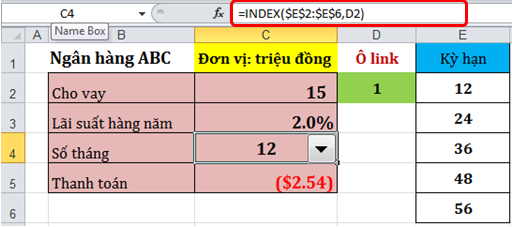 C4 fx =INDEX($E$2:$E$6,D2)
Name Box
A B C D E
1 Ngân hàng ABC Đơn vị: triệu đồng Ô link Kỳ hạn
2 Cho vay 15 1 12
3 Lãi suất hàng năm 2.0% 24
4 Số tháng 12 36
5 Thanh toán ($2.54) 48
6 56